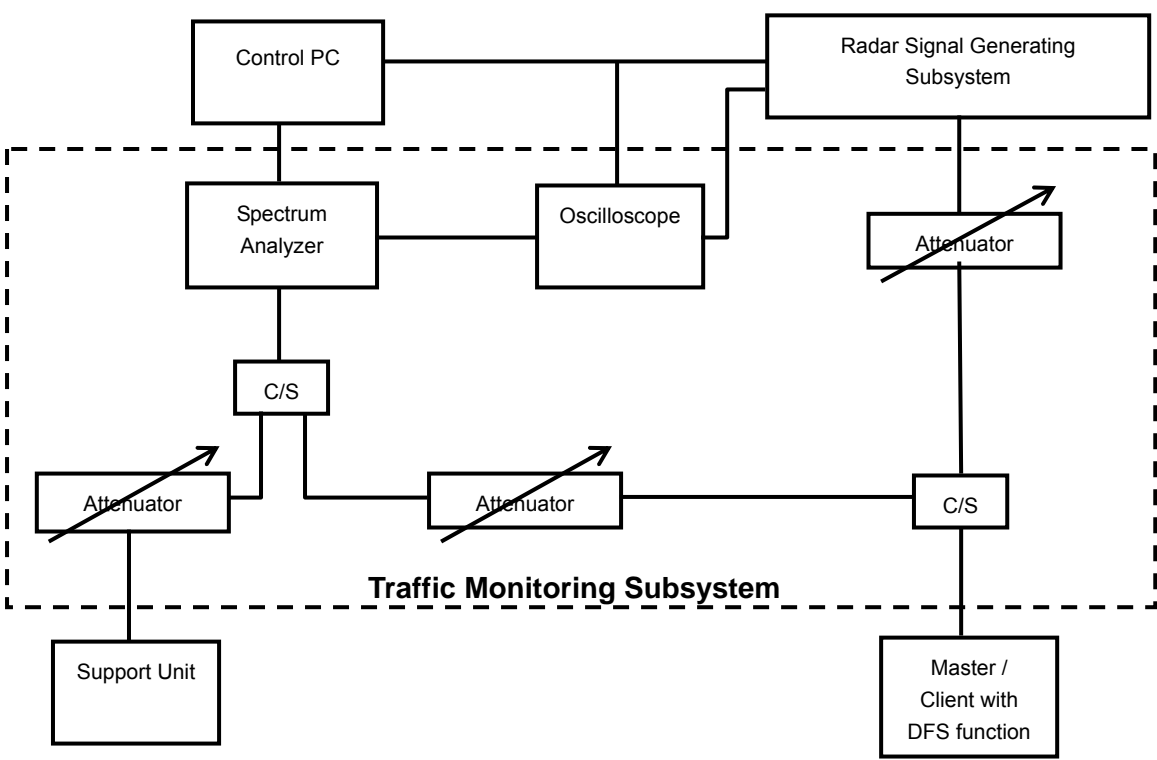 Control PC
Radar Signal Generating
Subsystem
Spectrum
Analyzer
Oscilloscope
Attenuator
C/S
Attenuator
Attenuator
C/S
Traffic Monitoring Subsystem
Support Unit
Master /
Client with
DFS function